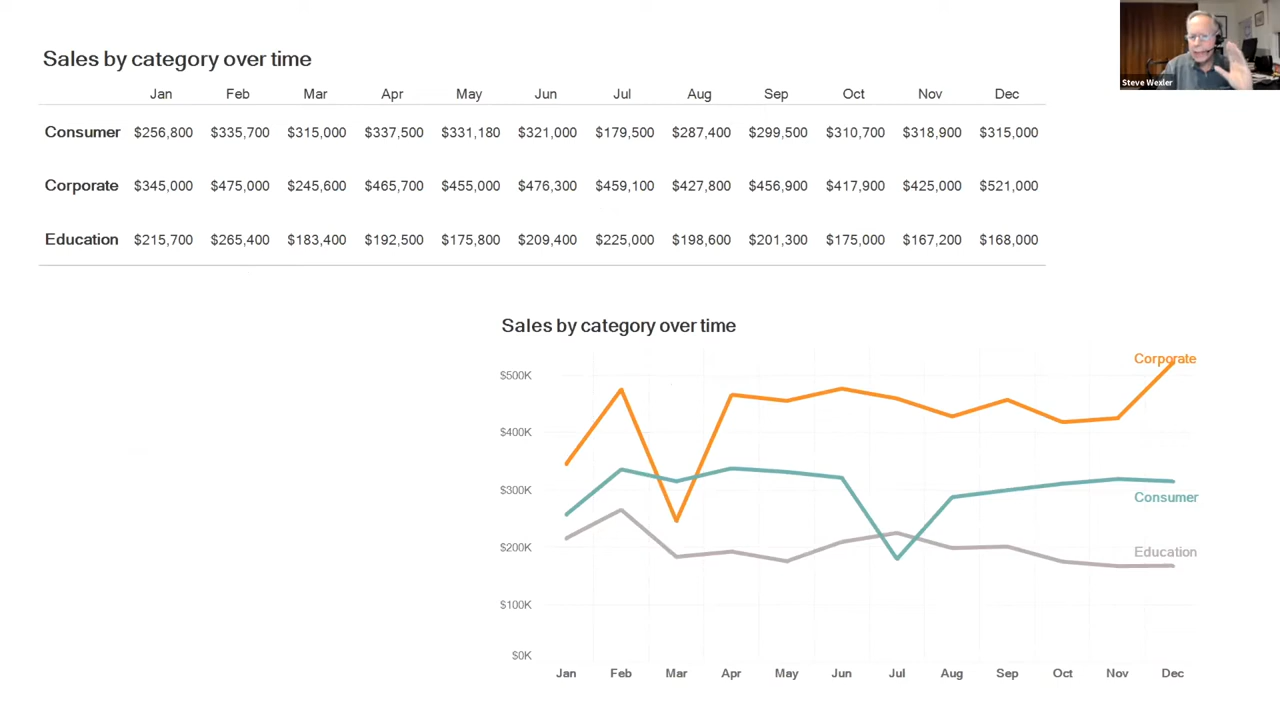 Steve Wexler
Sales by category over time
Jan Feb Mar Apr May Jun Jul Aug Sep Oct Nov Dec
Consumer $256,800 $335,700 $315,000 $337,500 $331,180 $321,000 $179,500 $287,400 $299,500 $310,700 $318,900 $315,000
Corporate $345,000 $475,000 $245,600 $465,700 $455,000 $476,300 $459,100 $427,800 $456,900 $417,900 $425,000 $521,000
Education $215,700 $265,400 $183,400 $192,500 $175,800 $209,400 $225,000 $198,600 $201,300 $175,000 $167,200 $168,000
Sales by category over time
Corporate
$500K
$400K
$300K
Consumer
$200K
Education
$100K
$0K
Jan Feb Mar Apr May Jun Jul Aug Sep Oct Nov Dec